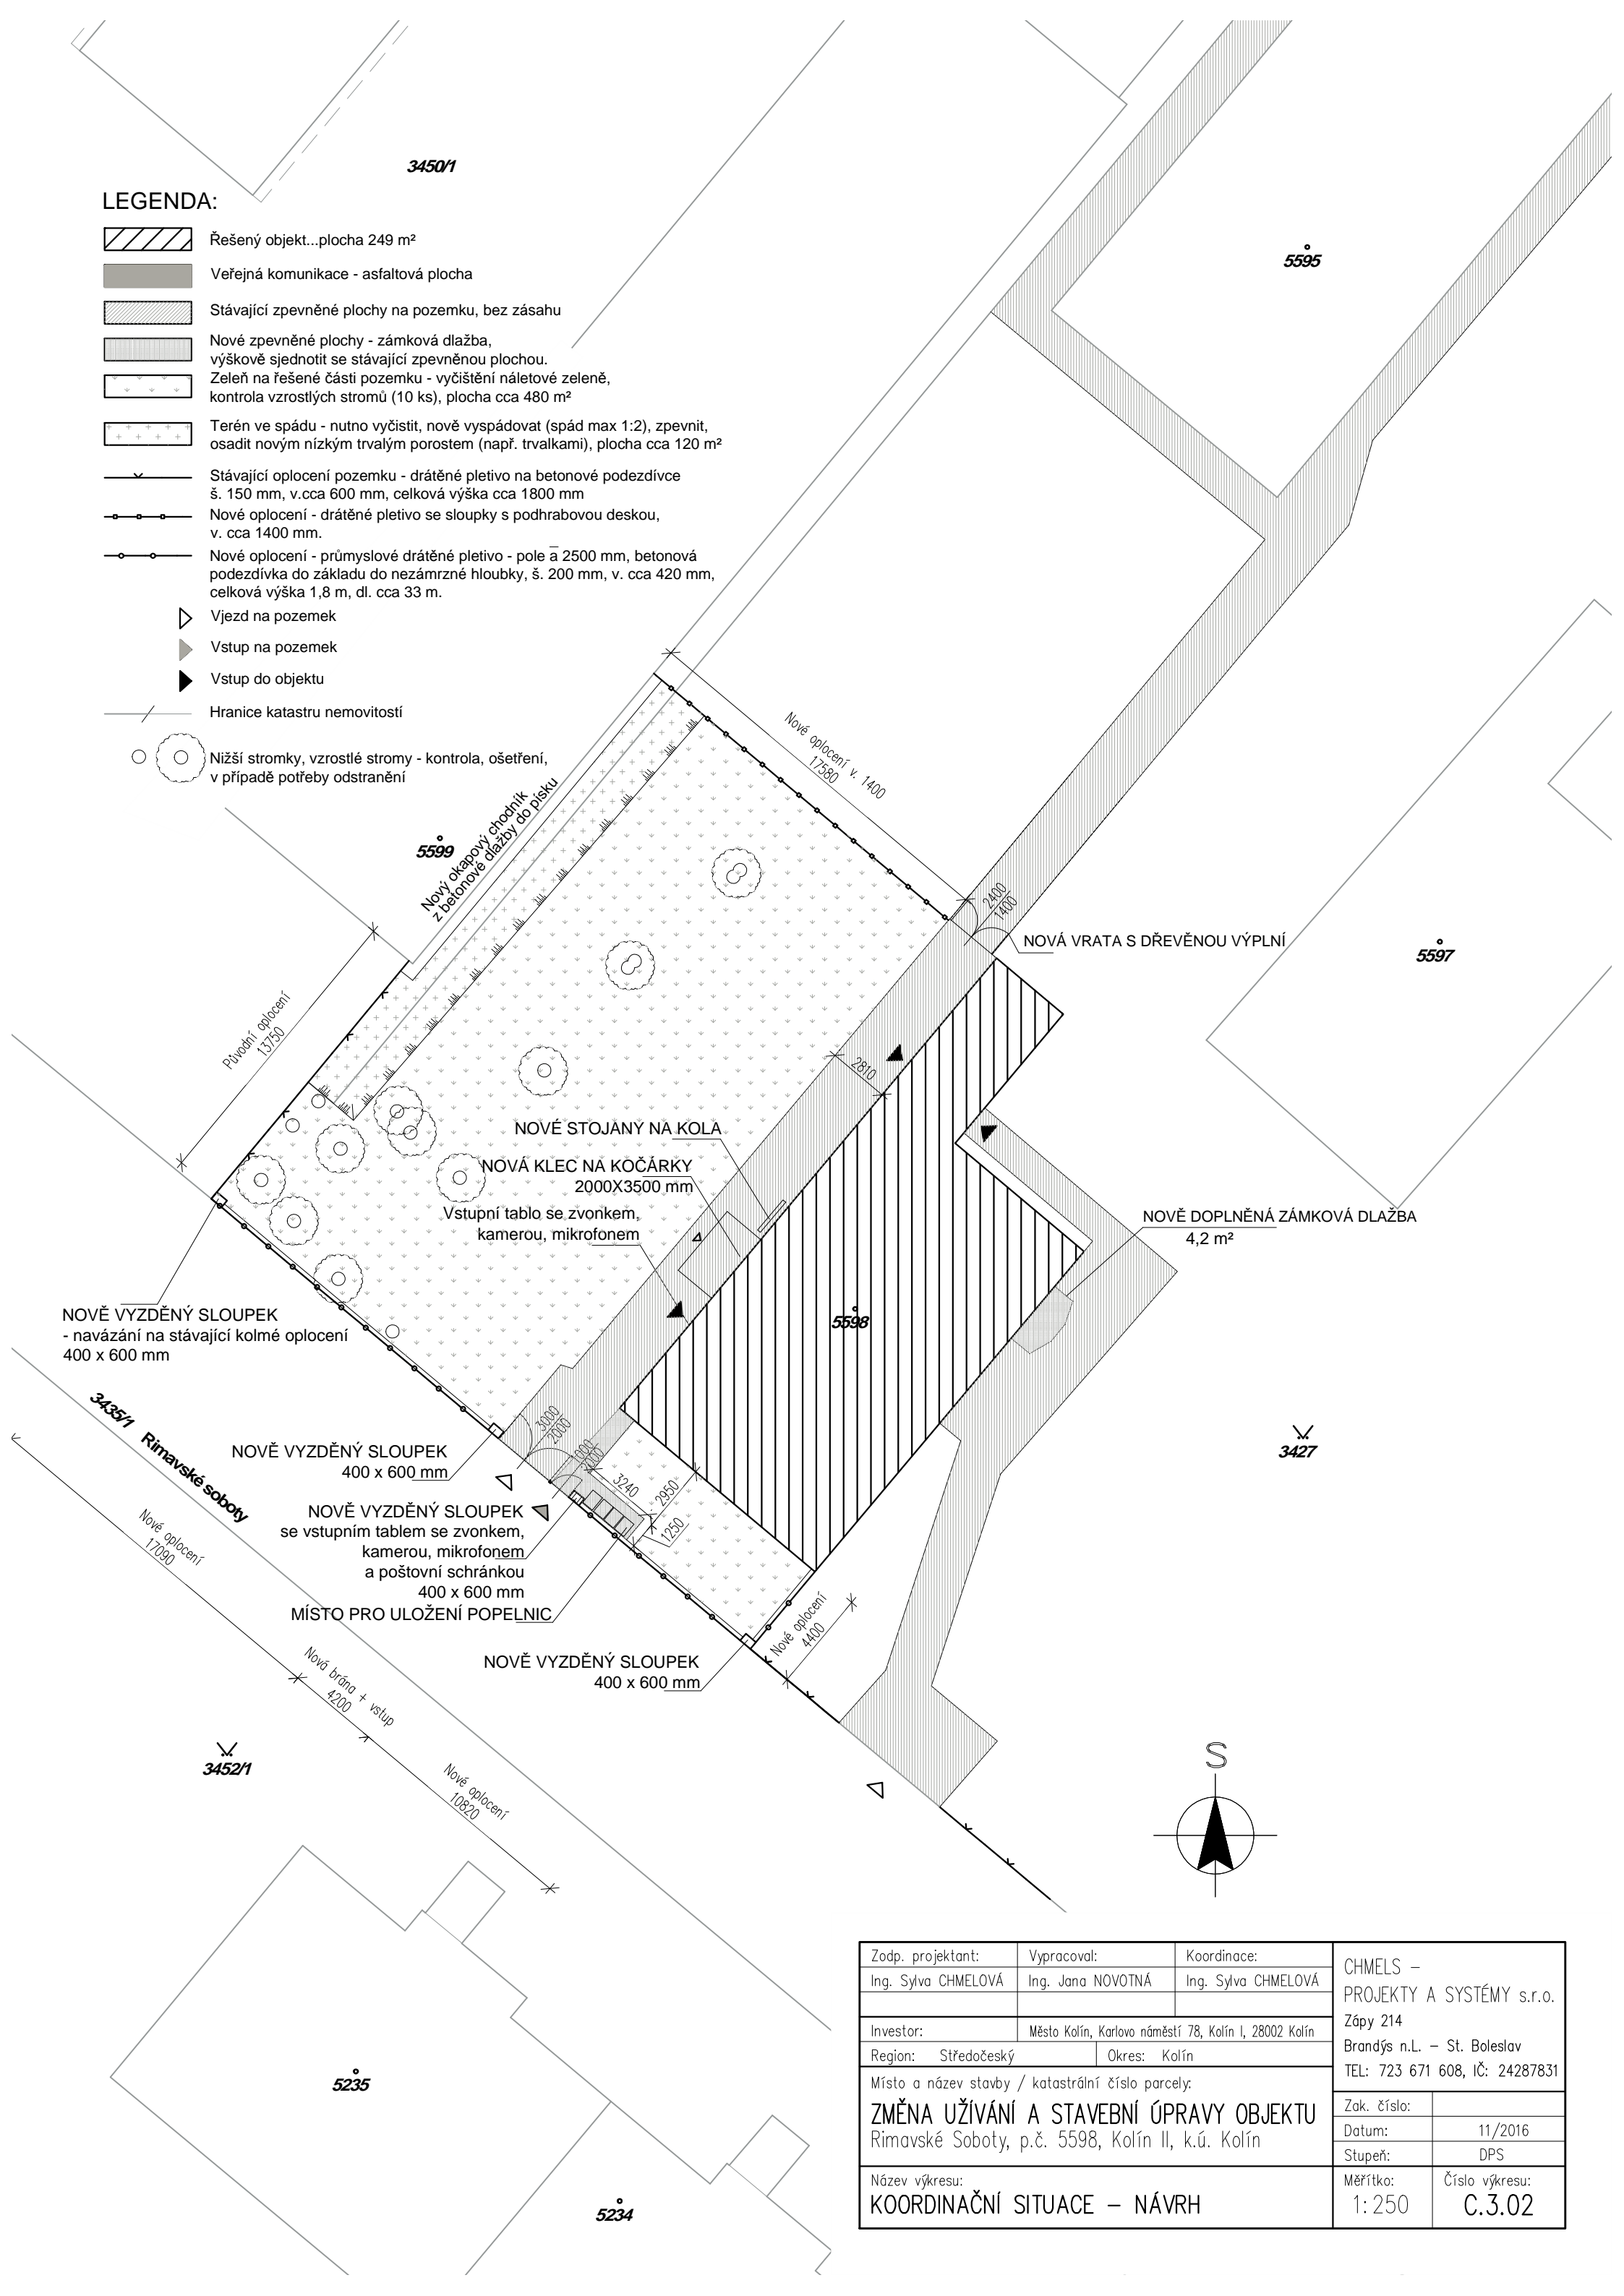 3450/1
LEGENDA:
Řešený objekt...plocha 249 m²
Veřejná komunikace - asfaltová plocha
Stávající zpevněné plochy na pozemku, bez zásahu
Nové zpevněné plochy - zámková dlažba,
výškově sjednotit se stávající zpevněnou plochou.
Zeleň na řešené části pozemku - vyčištění náletové zeleně,
kontrola vzrostlých stromů (10 ks), plocha cca 480 m²
Terén ve spádu - nutno vyčistit, nově vyspádovat (spád max 1:2), zpevnit,
osadit novým nízkým trvalým porostem (např. trvalkami), plocha cca 120 m²
Stávající oplocení pozemku - drátěné pletivo na betonové podezdívce
š. 150 mm, v.cca 600 mm, celková výška cca 1800 mm
Nové oplocení - drátěné pletivo se sloupky s podhrabovou deskou,
v. cca 1400 mm.
Nové oplocení - průmyslové drátěné pletivo - pole a 2500 mm, betonová
podezdívka do základu do nezámrzné hloubky, š. 200 mm, v. cca 420 mm,
celková výška 1,8 m, dl. cca 33 m.
Vjezd na pozemek
Vstup na pozemek
Vstup do objektu
Hranice katastru nemovitostí
Nižší stromky, vzrostlé stromy - kontrola, ošetření,
v případě potřeby odstranění
5595
Nové oplocení v. 1400
17580
5599
Nový okapový chodník
z betonové dlažby do písku
2400
1400
NOVÁ VRATA S DŘEVĚNOU VÝPLNÍ
5597
Původní oplocení
13750
2810
NOVÉ STOJANY NA KOLA
NOVÁ KLEC NA KOČÁRKY
2000X3500 mm
Vstupní tablo se zvonkem,
kamerou, mikrofonem
NOVĚ DOPLNĚNÁ ZÁMKOVÁ DLAŽBA
4,2 m²
5598
NOVĚ VYZDĚNÝ SLOUPEK
- navázání na stávající kolmé oplocení
400 x 600 mm
3435/1 Rimavské soboty
3000
2000
3427
NOVĚ VYZDĚNÝ SLOUPEK
400 x 600 mm
1000
2000
3240
2950
1250
NOVĚ VYZDĚNÝ SLOUPEK
se vstupním tablem se zvonkem,
kamerou, mikrofonem
a poštovní schránkou
400 x 600 mm
MÍSTO PRO ULOŽENÍ POPELNIC
Nové oplocení
17090
Nové oplocení
4400
NOVĚ VYZDĚNÝ SLOUPEK
400 x 600 mm
Nová brána + vstup
4200
3452/1
Nové oplocení
10820
S
5235
5234
Zodp. projektant:
Vypracoval:
Koordinace:
Ing. Sylva CHMELOVÁ
Ing. Jana NOVOTNÁ
Ing. Sylva CHMELOVÁ
Investor:
Město Kolín, Karlovo náměstí 78, Kolín I, 28002 Kolín
Region: Středočeský
Okres: Kolín
Místo a název stavby / katastrální číslo parcely:
ZMĚNA UŽÍVÁNÍ A STAVEBNÍ ÚPRAVY OBJEKTU
Rimavské Soboty, p.č. 5598, Kolín II, k.ú. Kolín
Název výkresu:
KOORDINAČNÍ SITUACE – NÁVRH
CHMELS –
PROJEKTY A SYSTÉMY s.r.o.
Zápy 214
Brandýs n.L. – St. Boleslav
TEL: 723 671 608, IČ: 24287831
Zak. číslo:
Datum: 11/2016
Stupeň: DPS
Měřítko:
1:250
Číslo výkresu:
C.3.02